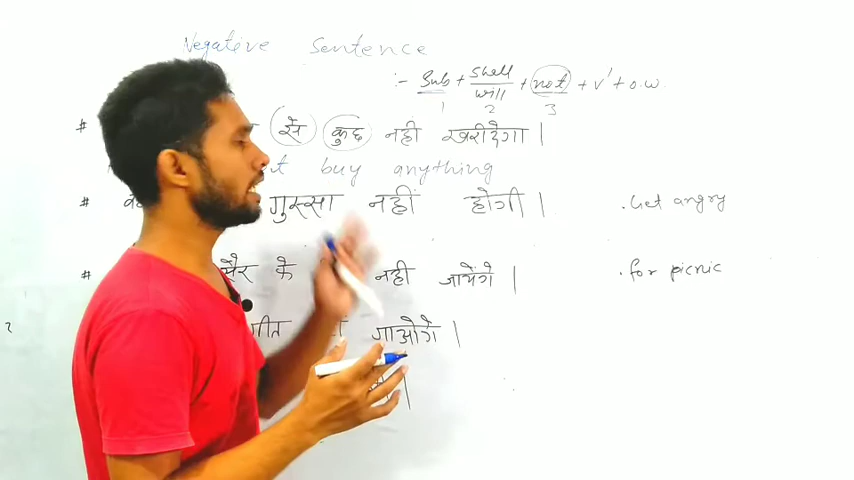 Negative Sentence
:- Sub + shall/will + not + v' + o.w.
1 2 3
# से कुछ नही खरीदेगा |
buy anything
# गुस्सा नहीं होगी | . Get angry
# सैर के नही जायेंगे | . for picnic
गीत जाओगे |